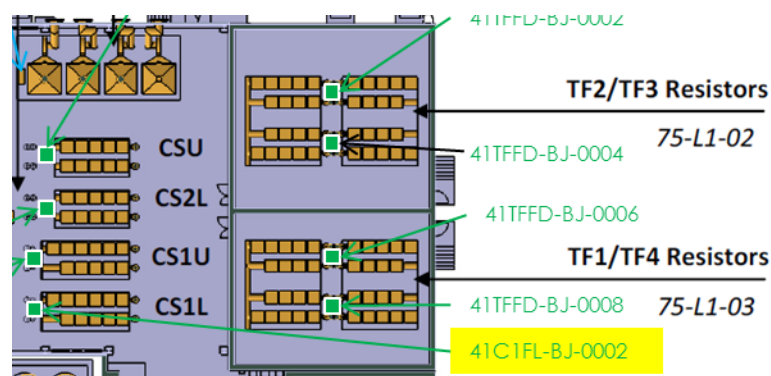 41TFFD-BJ-0002
TF2/TF3 Resistors
75-L1-02
CSU
41TFFD-BJ-0004
CS2L
41TFFD-BJ-0006
CS1U
TF1/TF4 Resistors
CS1L
41TFFD-BJ-0008
75-L1-03
41C1FL-BJ-0002